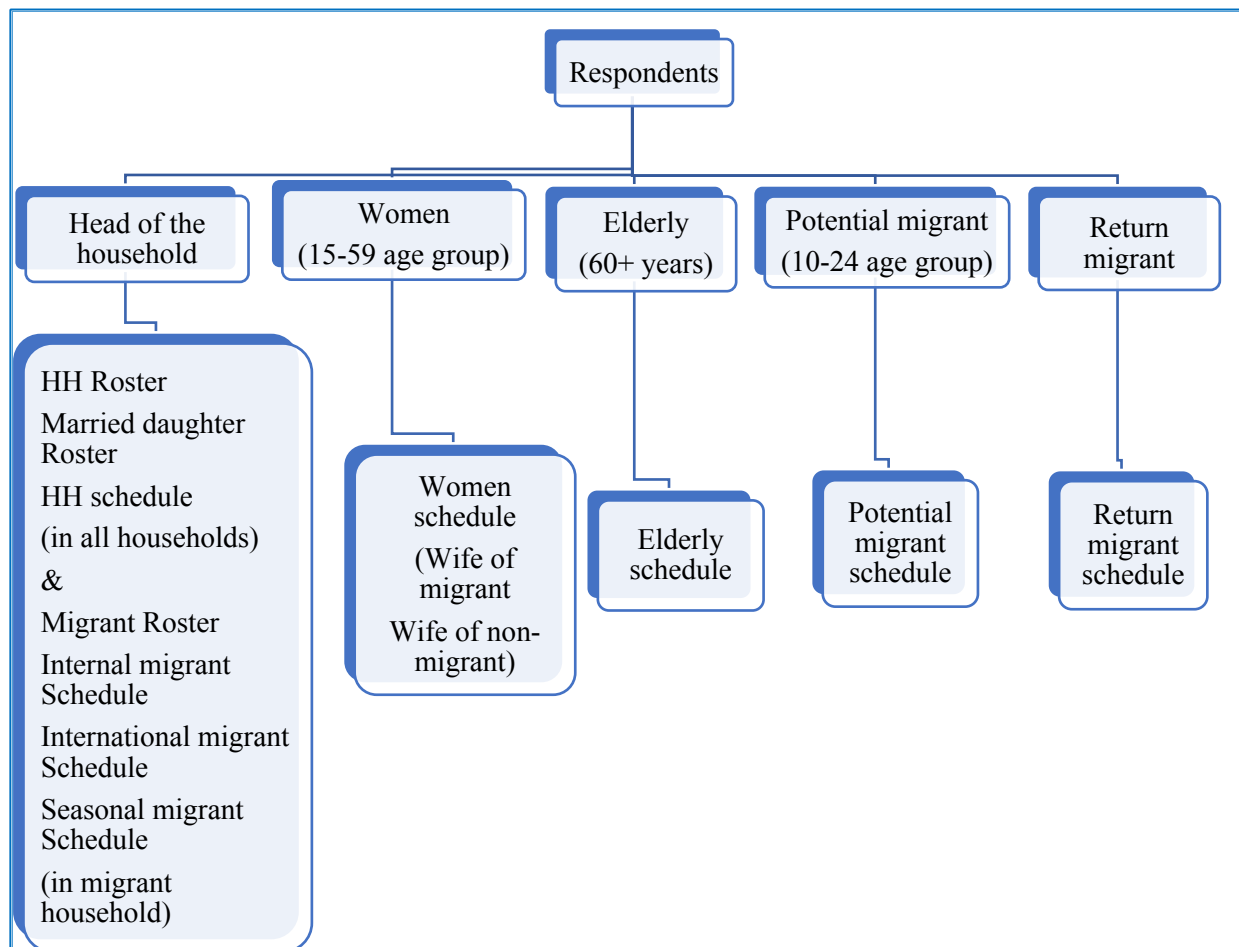 Respondents
Head of the
household
Women
(15-59 age group)
Elderly
(60+ years)
Potential migrant
(10-24 age group)
Return
migrant
HH Roster
Married daughter
Roster
HH schedule
(in all households)
&
Migrant Roster
Internal migrant
Schedule
International migrant
Schedule
Seasonal migrant
Schedule
(in migrant
household)
Women
schedule
(Wife of
migrant
Wife of non-
migrant)
Elderly
schedule
Potential
migrant
schedule
Return
migrant
schedule